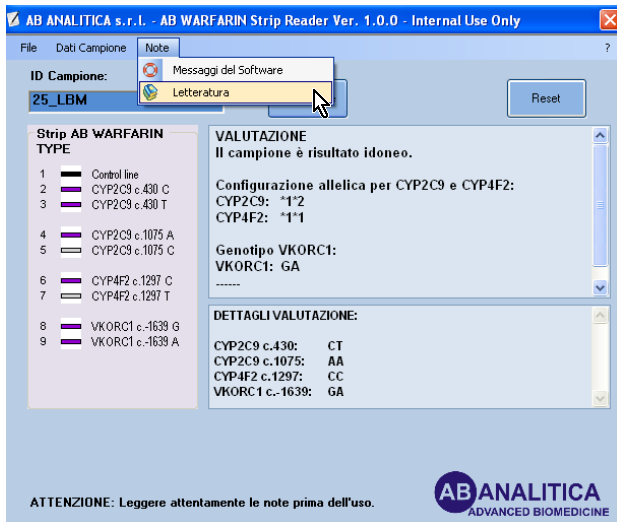 AB ANALITICA s.r.l. - AB WARFARIN Strip Reader Ver. 1.0.0 - Internal Use Only
File Dati Campione Note ?
Messaggi del Software
Letteratura
ID Campione:
25_LBM
Reset
Strip AB WARFARIN
TYPE
1 Control line
2 CYP2C9 c.430 C
3 CYP2C9 c.430 T
4 CYP2C9 c.1075 A
5 CYP2C9 c.1075 C
6 CYP4F2 c.1297 C
7 CYP4F2 c.1297 T
8 VKORC1 c.-1639 G
9 VKORC1 c.-1639 A
VALUTAZIONE
Il campione è risultato idoneo.
Configurazione allelica per CYP2C9 e CYP4F2:
CYP2C9: *1*2
CYP4F2: *1*1
Genotipo VKORC1:
VKORC1: GA
------
DETTAGLI VALUTAZIONE:
CYP2C9 c.430: CT
CYP2C9 c.1075: AA
CYP4F2 c.1297: CC
VKORC1 c.-1639: GA
ATTENZIONE: Leggere attentamente le note prima dell'uso.
AB ANALITICA
ADVANCED BIOMEDICINE